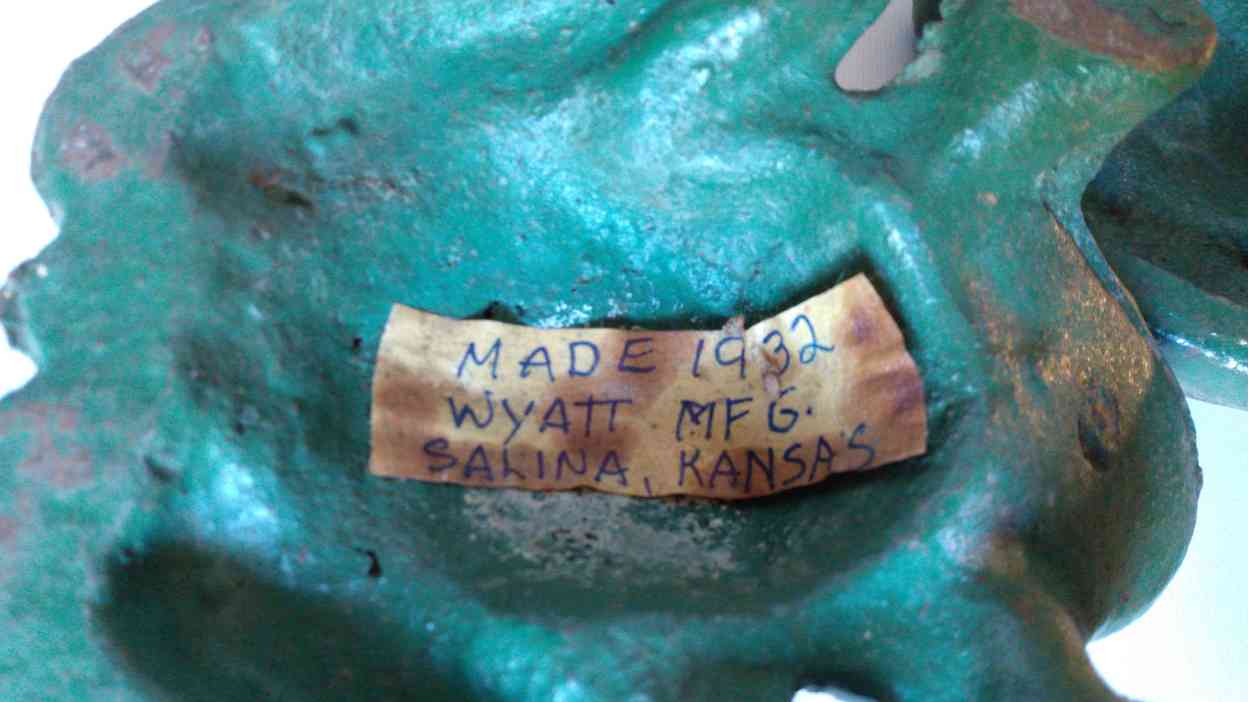 MADE 1932
WYATT MFG.
SALINA, KANSAS